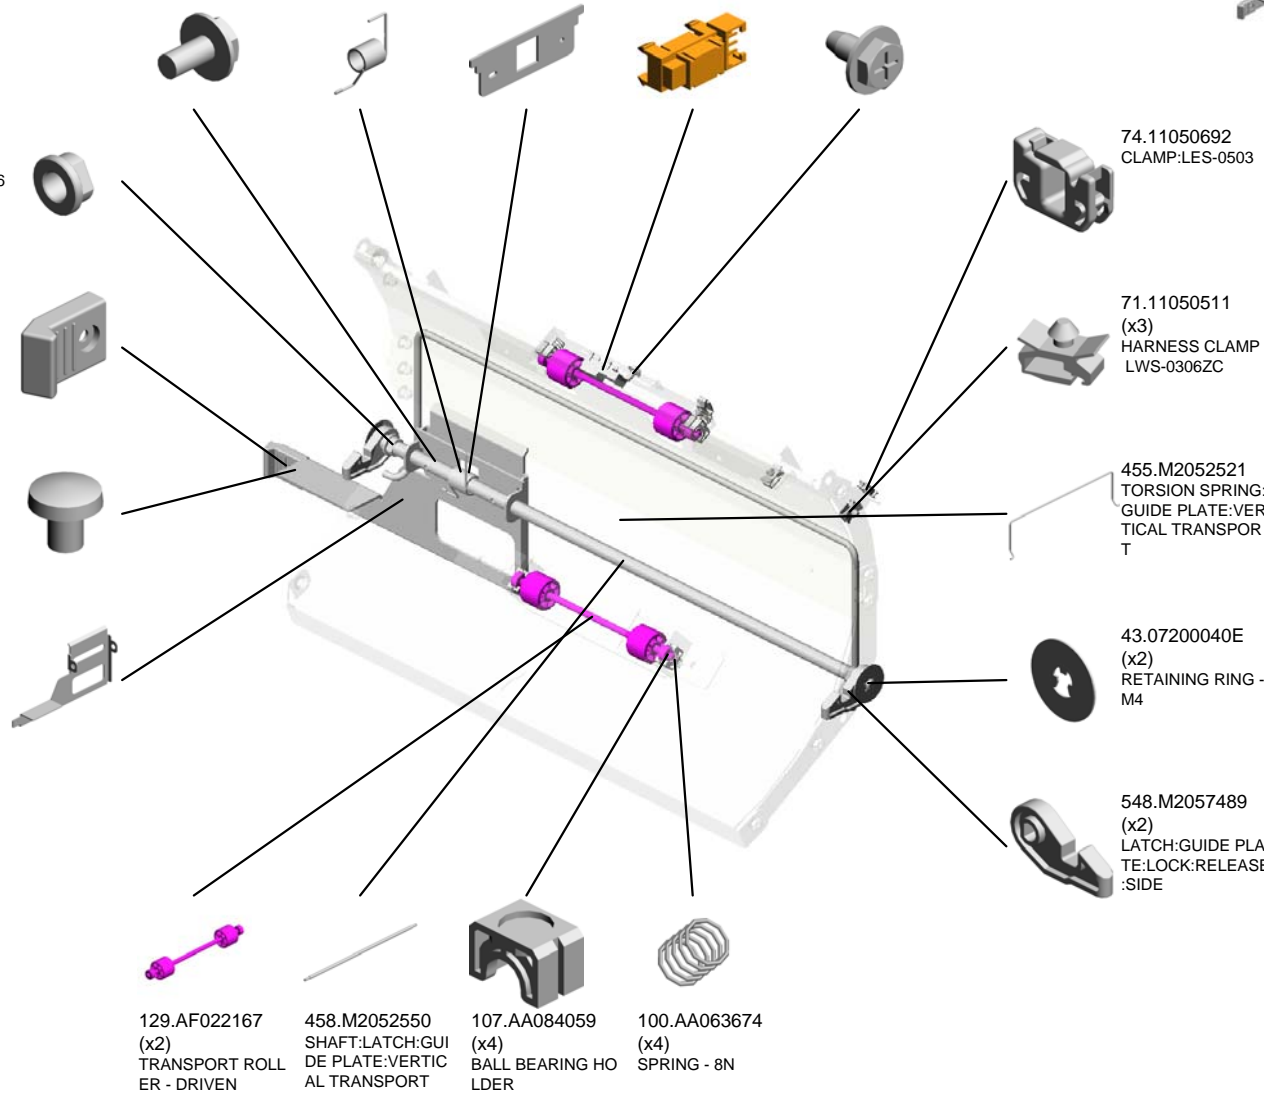 6
74.11050692
CLAMP:LES-0503
71.11050511
(x3)
HARNESS CLAMP
LWS-0306ZC
455.M2052521
TORSION SPRING:
GUIDE PLATE:VER
TICAL TRANSPOR
T
43.07200040E
(x2)
RETAINING RING -
M4
548.M2057489
(x2)
LATCH:GUIDE PLA
TE:LOCK:RELEASE
:SIDE
129.AF022167
(x2)
TRANSPORT ROLL
ER - DRIVEN
458.M2052550
SHAFT:LATCH:GUI
DE PLATE:VERTIC
AL TRANSPORT
107.AA084059
(x4)
BALL BEARING HO
LDER
100.AA063674
(x4)
SPRING - 8N